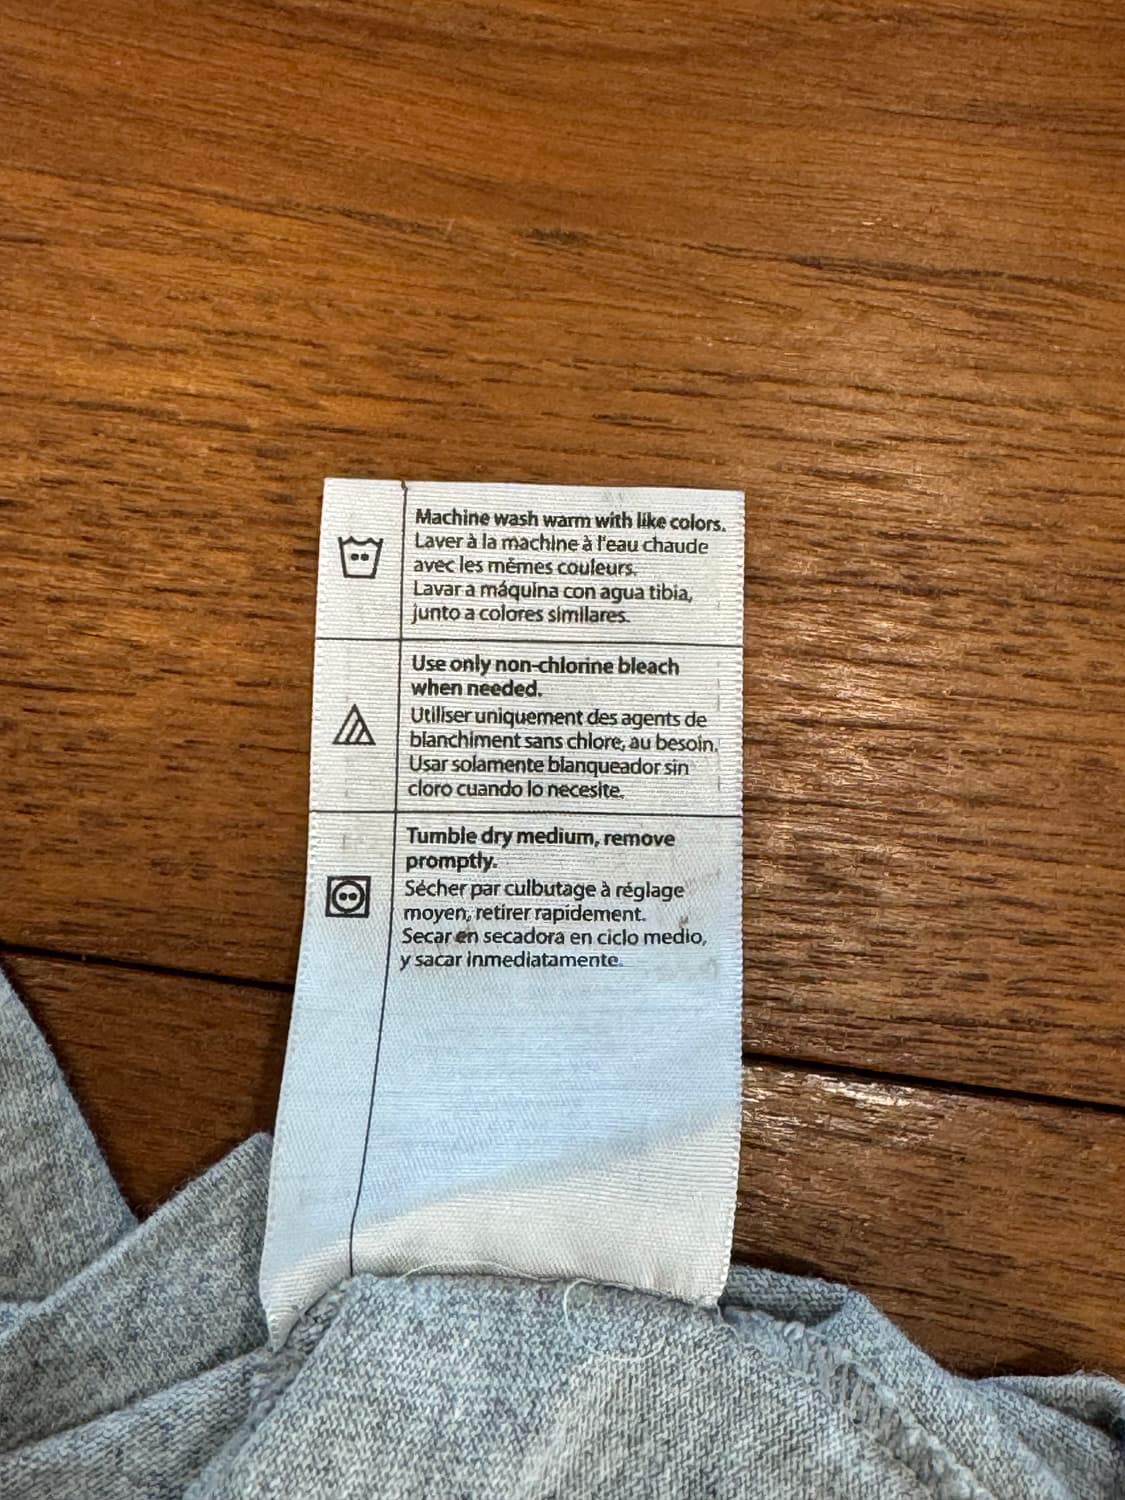 Machine wash warm with like colors.
Laver à la machine à l'eau chaude
avec les mêmes couleurs.
Lavar a máquina con agua tibia,
junto a colores similares.
Use only non-chlorine bleach
when needed.
Utiliser uniquement des agents de
blanchiment sans chlore, au besoin.
Usar solamente blanqueador sin
cloro cuando lo necesite.
Tumble dry medium, remove
promptly.
Sécher par culbutage à réglage
moyen, retirer rapidement.
Secar en secadora en ciclo medio,
y sacar inmediatamente.